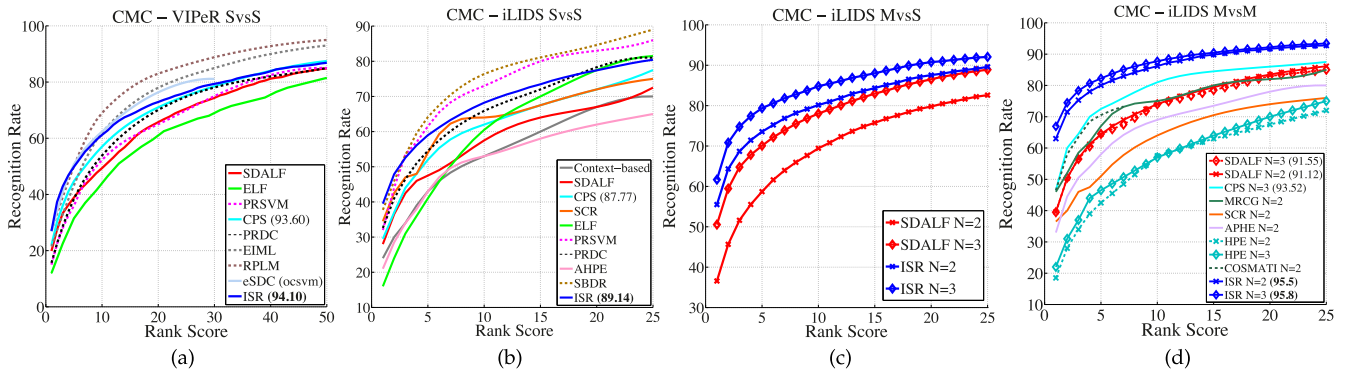 CMC – VIPeR SvsS
Recognition Rate
100
80
60
40
20
0
0
10
20
30
40
50
Rank Score
SDALF
ELF
PRSVM
CPS (93.60)
PRDC
EIML
RPLM
eSDC (ocsvm)
ISR (94.10)
(a)
CMC – iLIDS SvsS
Recognition Rate
90
80
70
60
50
40
30
20
10
0
5
10
15
20
25
Rank Score
Context−based
SDALF
CPS (87.77)
SCR
ELF
PRSVM
PRDC
AHPE
SBDR
ISR (89.14)
(b)
CMC – iLIDS MvsS
Recognition Rate
100
90
80
70
60
50
40
30
0
5
10
15
20
25
Rank Score
SDALF N=2
SDALF N=3
ISR N=2
ISR N=3
(c)
CMC – iLIDS MvsM
Recognition Rate
100
90
80
70
60
50
40
30
20
10
0
5
10
15
20
25
Rank Score
SDALF N=3 (91.55)
SDALF N=2 (91.12)
CPS N=3 (93.52)
MRCG N=2
SCR N=2
APHE N=2
HPE N=2
HPE N=3
COSMATI N=2
ISR N=2 (95.5)
ISR N=3 (95.8)
(d)